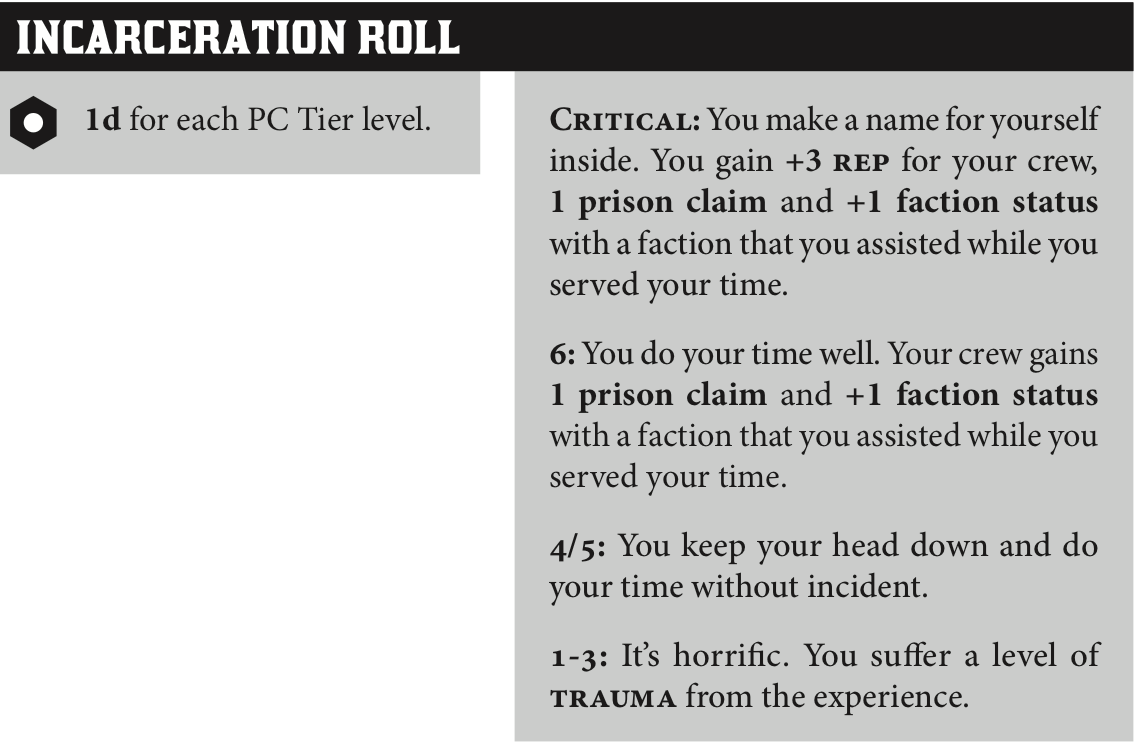 INCARCERATION ROLL
1d for each PC Tier level.
CRITICAL: You make a name for yourself
inside. You gain +3 REP for your crew,
1 prison claim and +1 faction status
with a faction that you assisted while you
served your time.
6: You do your time well. Your crew gains
1 prison claim and +1 faction status
with a faction that you assisted while you
served your time.
4/5: You keep your head down and do
your time without incident.
1-3: It’s horrific. You suffer a level of
TRAUMA from the experience.